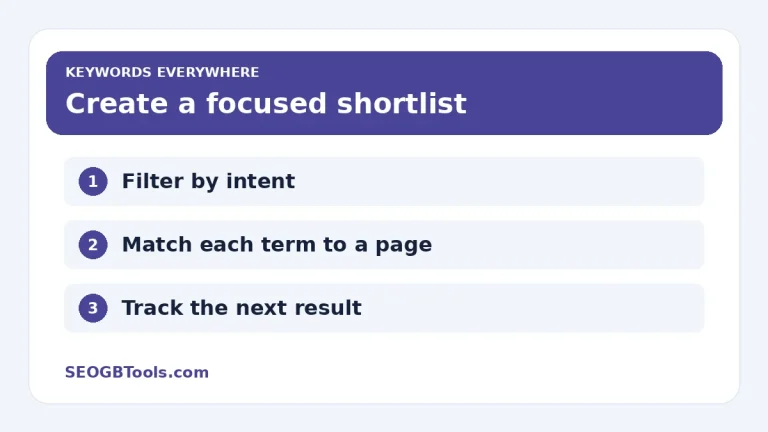 KEYWORDS EVERYWHERE
Create a focused shortlist
1 Filter by intent
2 Match each term to a page
3 Track the next result
SEOGBTools.com